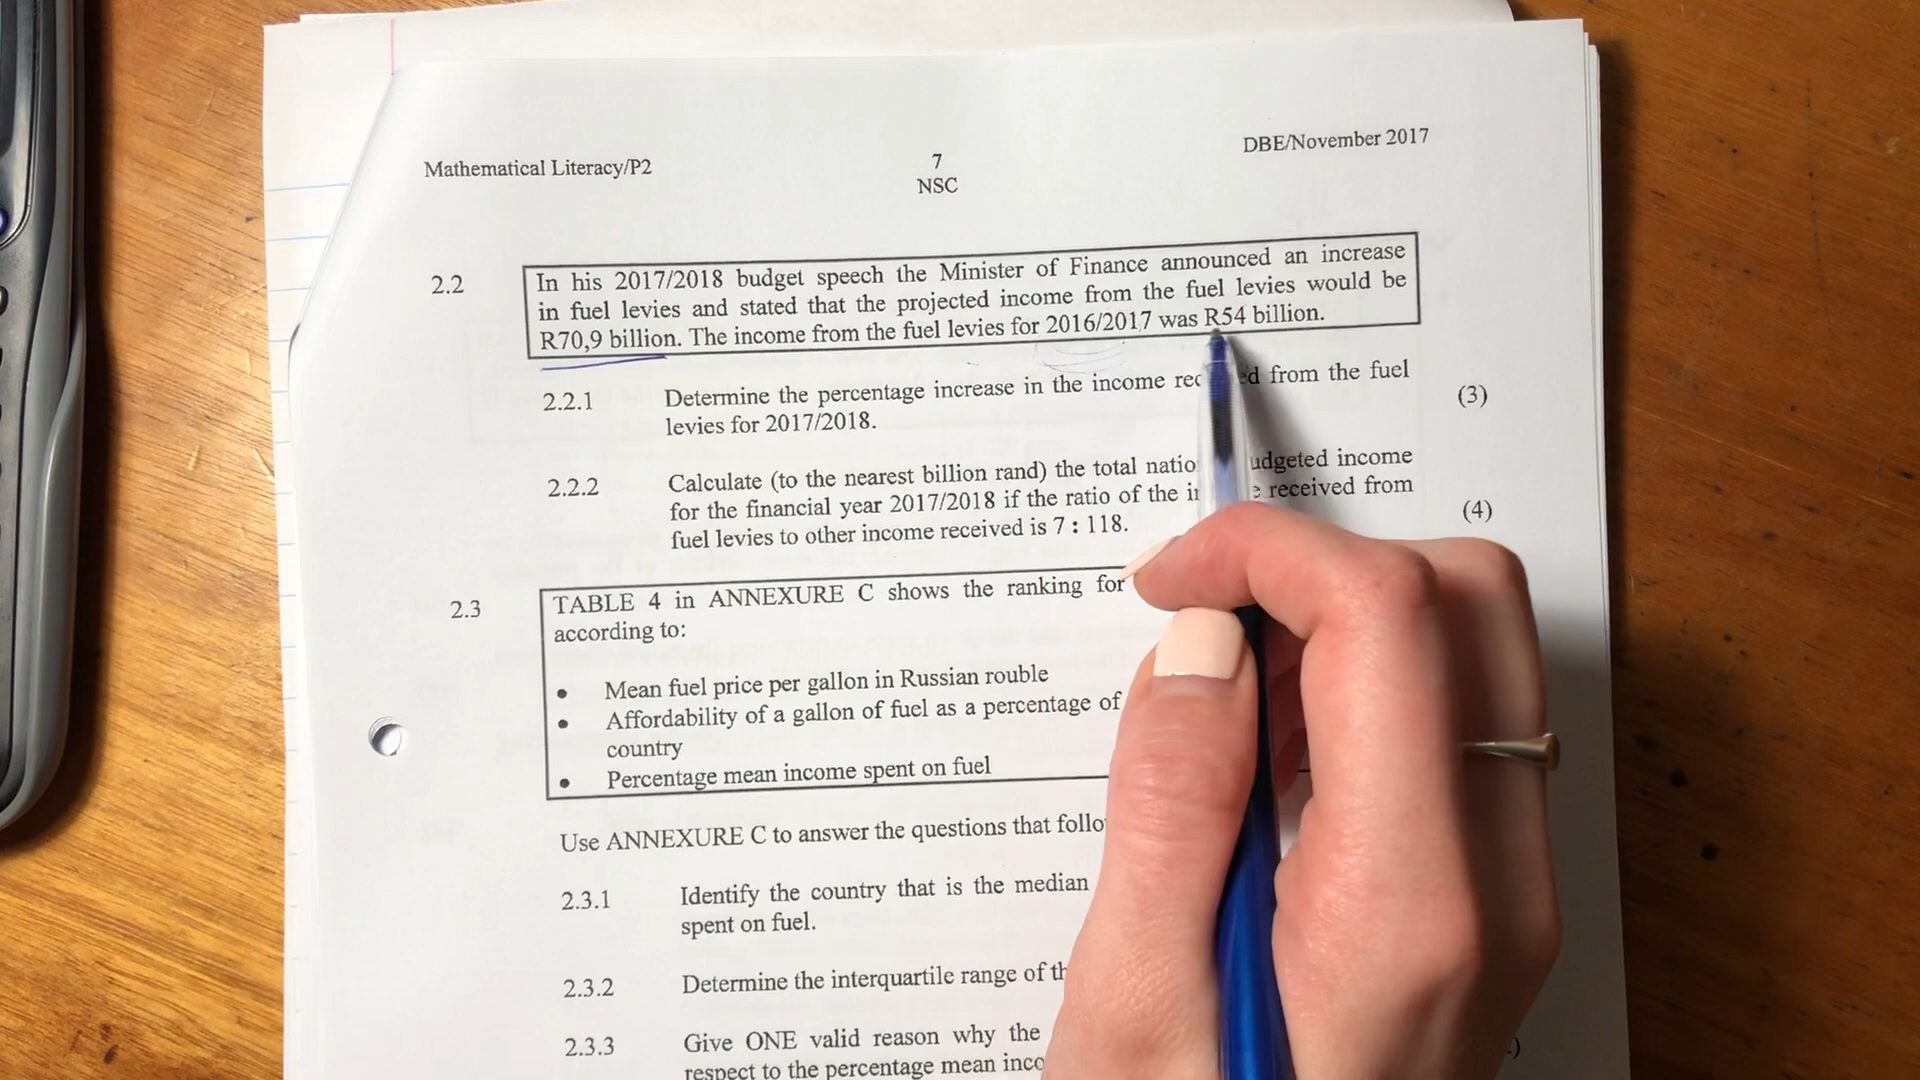 Mathematical Literacy/P2
7
NSC
DBE/November 2017
2.2
In his 2017/2018 budget speech the Minister of Finance announced an increase
in fuel levies and stated that the projected income from the fuel levies would be
R70,9 billion. The income from the fuel levies for 2016/2017 was R54 billion.
2.2.1
Determine the percentage increase in the income from the fuel
levies for 2017/2018.
(3)
2.2.2
Calculate (to the nearest billion rand) the total income
for the financial year 2017/2018 if the ratio of the received from
fuel levies to other income received is 7 : 118.
(4)
2.3
TABLE 4 in ANNEXURE C shows the ranking for
according to:
• Mean fuel price per gallon in Russian rouble
• Affordability of a gallon of fuel as a percentage of
country
• Percentage mean income spent on fuel
Use ANNEXURE C to answer the questions that
2.3.1
Identify the country that is the median
spent on fuel.
2.3.2
Determine the interquartile range of
2.3.3
Give ONE valid reason why the
respect to the percentage mean